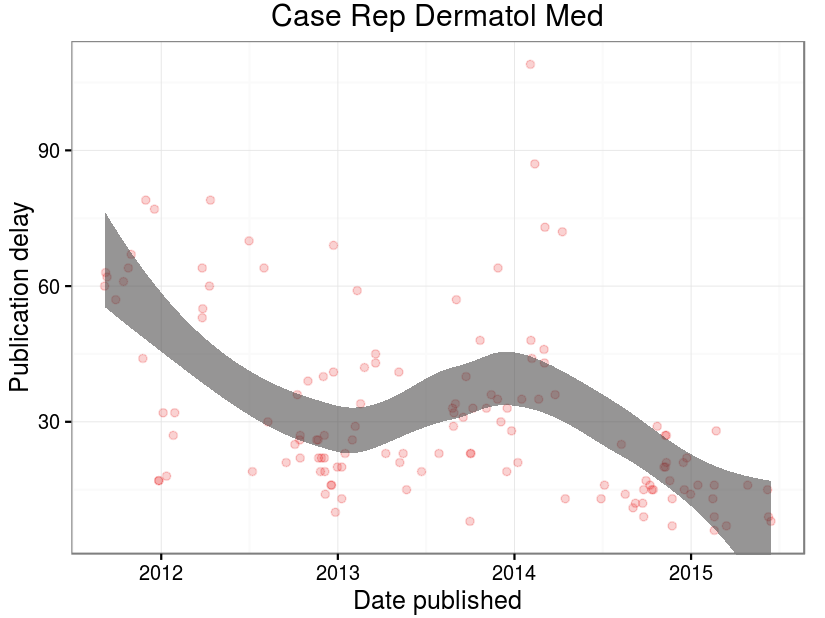 Case Rep Dermatol Med
Publication delay
90
60
30
2012 2013 2014 2015
Date published